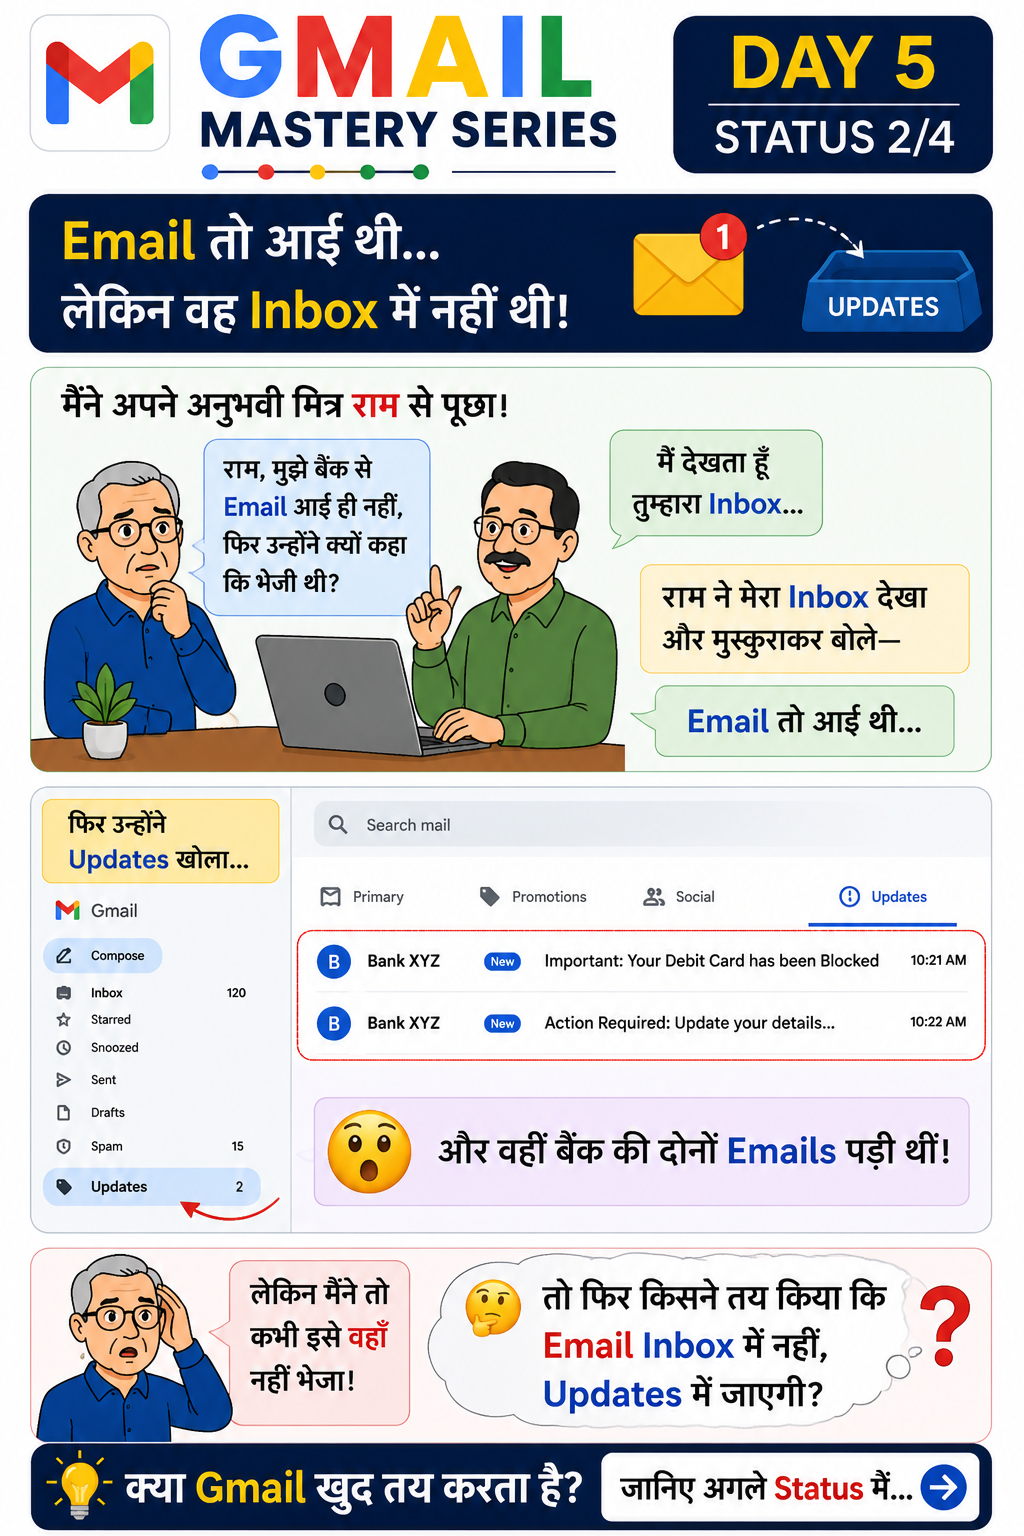 GMAIL
MASTERY SERIES
DAY 5
STATUS 2/4
Email तो आई थी...
लेकिन वह Inbox में नहीं थी!
1
UPDATES
मैंने अपने अनुभवी मित्र राम से पूछा!
राम, मुझे बैंक से
Email आई ही नहीं,
फिर उन्होंने क्यों कहा
कि भेजी थी?
मैं देखता हूँ
तुम्हारा Inbox...
राम ने मेरा Inbox देखा
और मुस्कुराकर बोले—
Email तो आई थी...
फिर उन्होंने
Updates खोला...
Gmail
Compose
Inbox 120
Starred
Snoozed
Sent
Drafts
Spam 15
Updates 2
Search mail
Primary Promotions Social Updates
B Bank XYZ New Important: Your Debit Card has been Blocked 10:21 AM
B Bank XYZ New Action Required: Update your details... 10:22 AM
और वहीं बैंक की दोनों Emails पड़ी थीं!
लेकिन मैंने तो
कभी इसे वहाँ
नहीं भेजा!
तो फिर किसने तय किया कि
Email Inbox में नहीं,
Updates में जाएगी?
?
क्या Gmail खुद तय करता है?
जानिए अगले Status मैं...